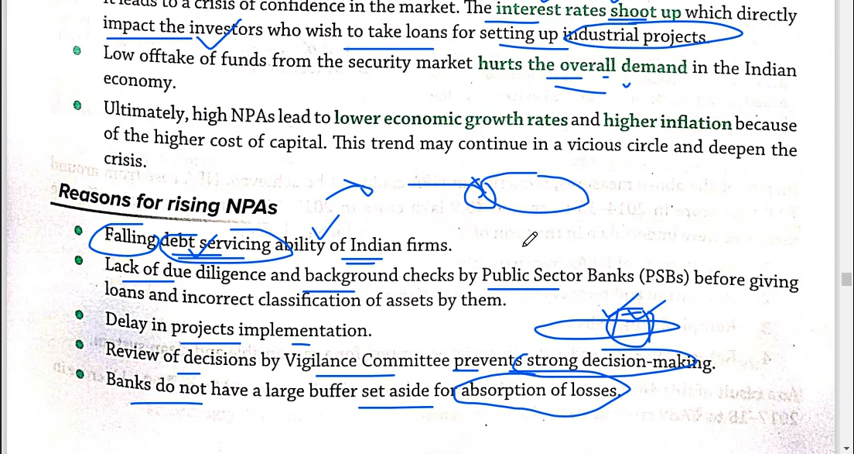 It leads to a crisis of confidence in the market. The interest rates shoot up which directly
impact the investors who wish to take loans for setting up industrial projects.
Low offtake of funds from the security market hurts the overall demand in the Indian
economy.
Ultimately, high NPAs lead to lower economic growth rates and higher inflation because
of the higher cost of capital. This trend may continue in a vicious circle and deepen the
crisis.
Reasons for rising NPAs
Falling debt servicing ability of Indian firms.
Lack of due diligence and background checks by Public Sector Banks (PSBs) before giving
loans and incorrect classification of assets by them.
Delay in projects implementation.
Review of decisions by Vigilance Committee prevents strong decision-making.
Banks do not have a large buffer set aside for absorption of losses.